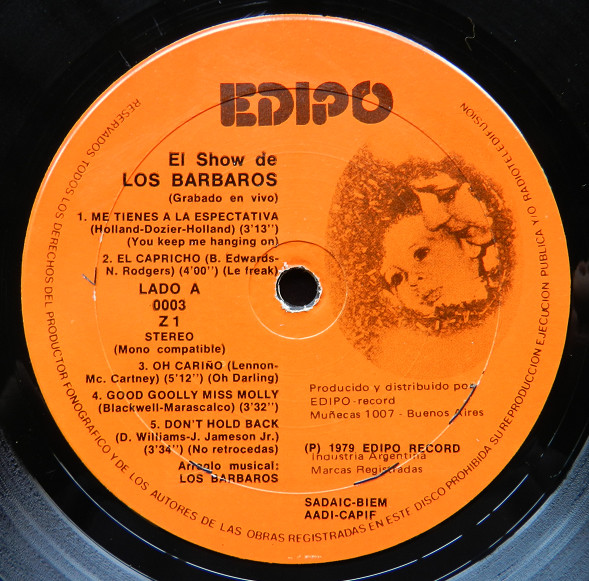 EDIPO
El Show de
LOS BARBAROS
(Grabado en vivo)
1. ME TIENES A LA ESPECTATIVA
(Holland-Dozier-Holland) (3'13'')
(You keep me hanging on)
2. EL CAPRICHO (B. Edwards-
N. Rodgers) (4'00'') (Le freak)
LADO A
0003
Z 1
STEREO
(Mono compatible)
3. OH CARIÑO (Lennon-
Mc. Cartney) (5'12'') (Oh Darling)
4. GOOD GOOLLY MISS MOLLY
(Blackwell-Marascalco) (3'32'')
5. DON'T HOLD BACK
(D. Williams-J. Jameson Jr.)
(3'34'') (No retrocedas)
Arreglo musical:
LOS BARBAROS
Producido y distribuido por
EDIPO-record
Muñecas 1007 - Buenos Aires
(P) 1979 EDIPO RECORD
Industria Argentina
Marcas Registradas
SADAIC-BIEM
AADI-CAPIF
RESERVADOS TODOS LOS DERECHOS DEL PRODUCTOR FONOGRAFICO Y DE LOS AUTORES DE LAS OBRAS REGISTRADAS EN ESTE DISCO PROHIBIDA SU REPRODUCCION EJECUCION PUBLICA Y/O RADIOTELEDIFUSION